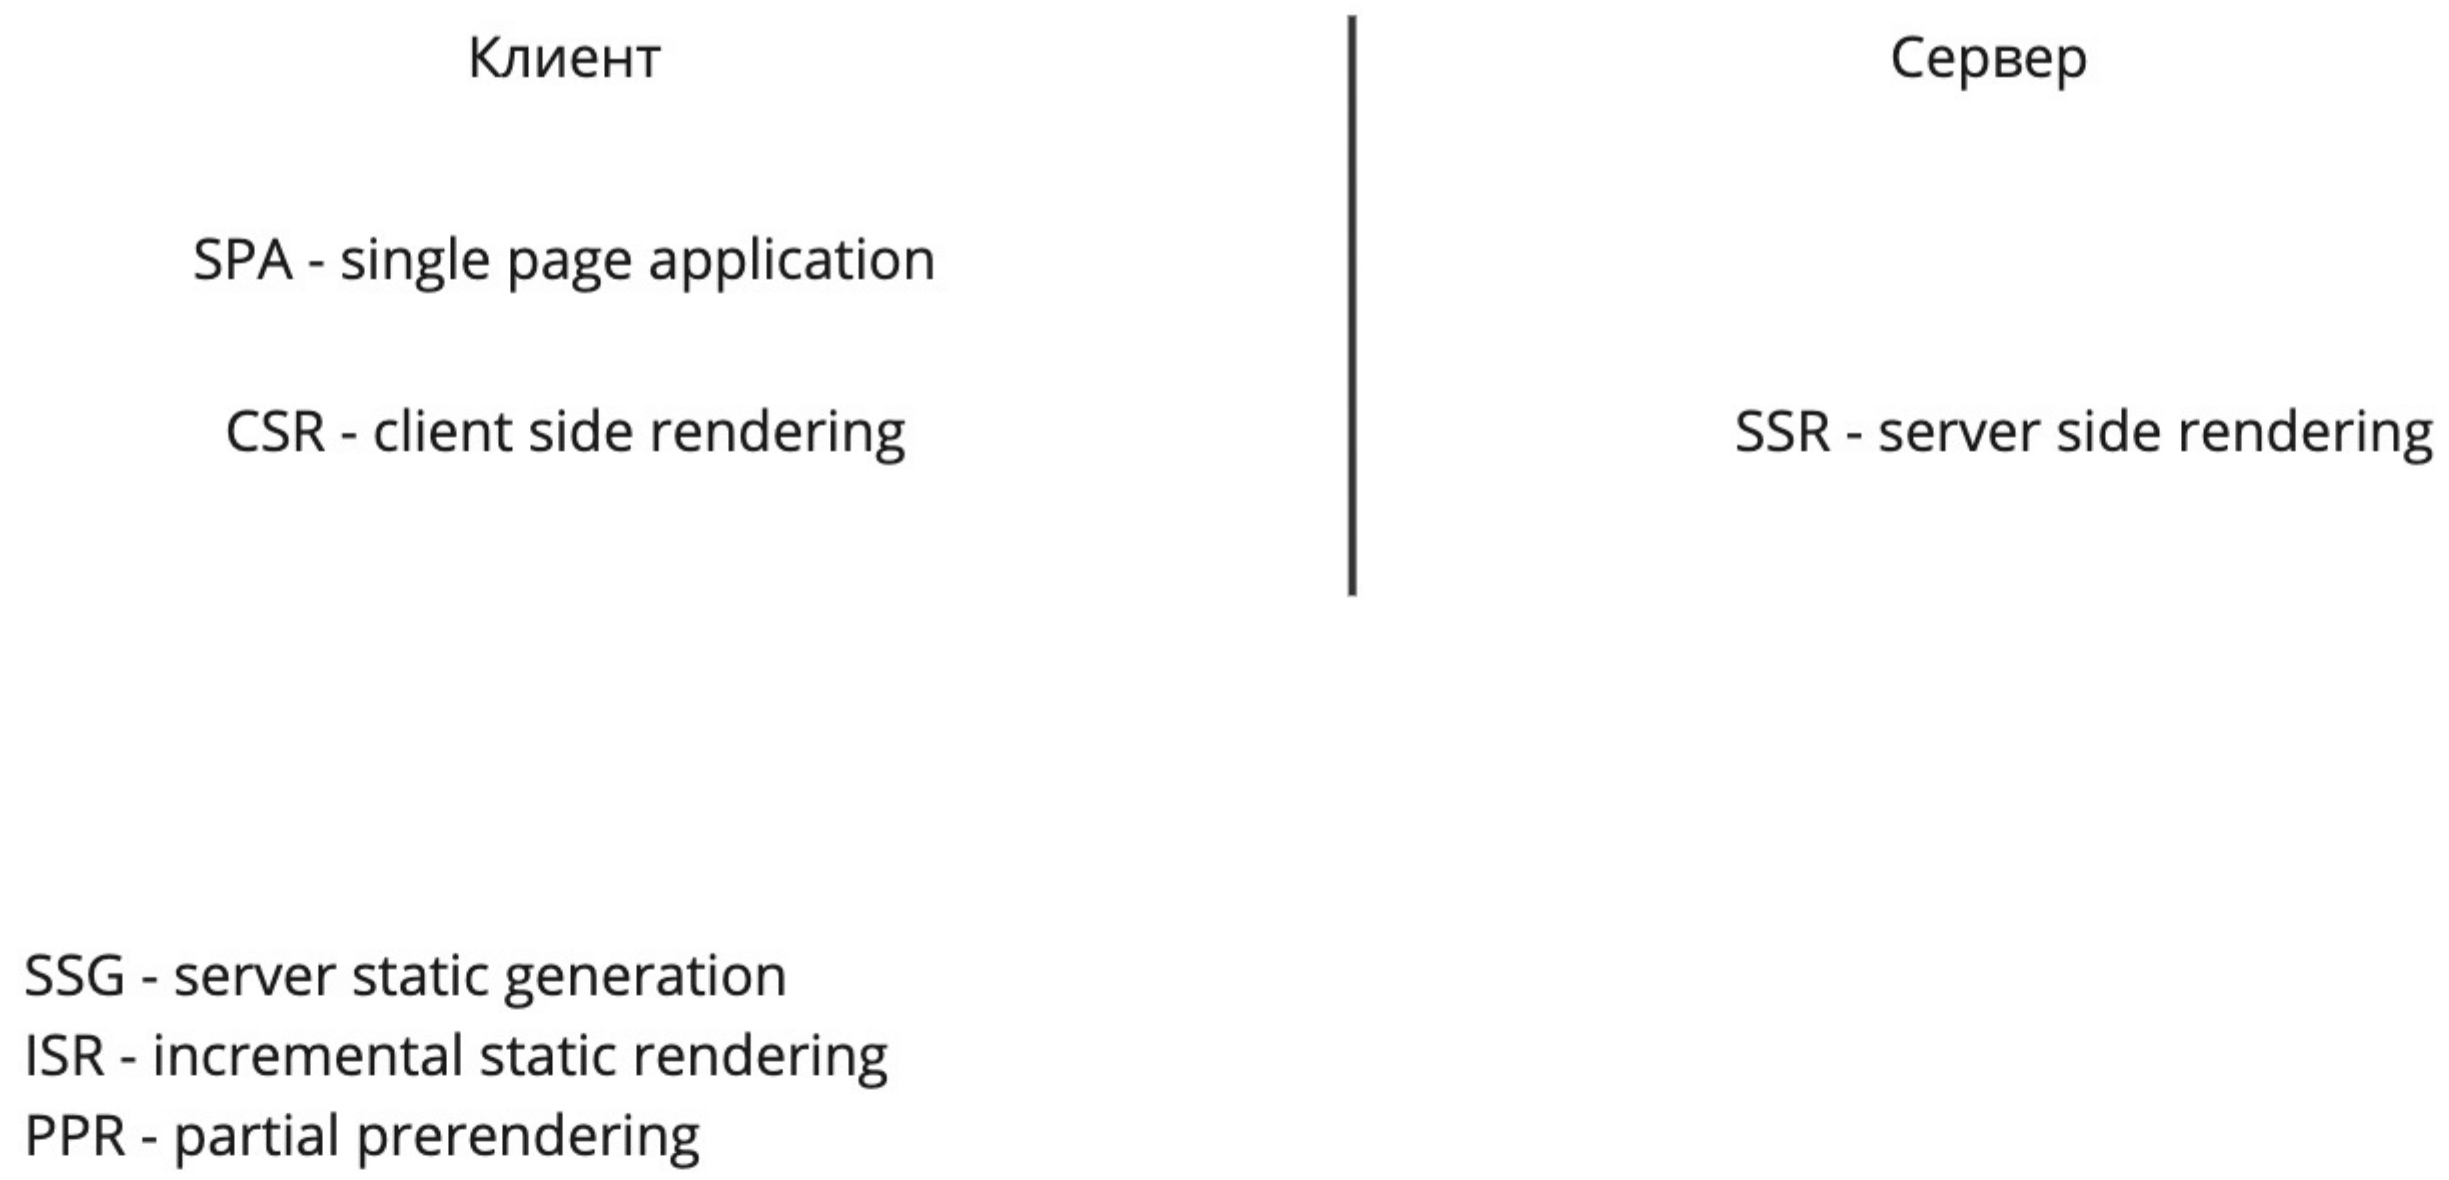 Клиент
Сервер
SPA - single page application
CSR - client side rendering
SSR - server side rendering
SSG - server static generation
ISR - incremental static rendering
PPR - partial prerendering